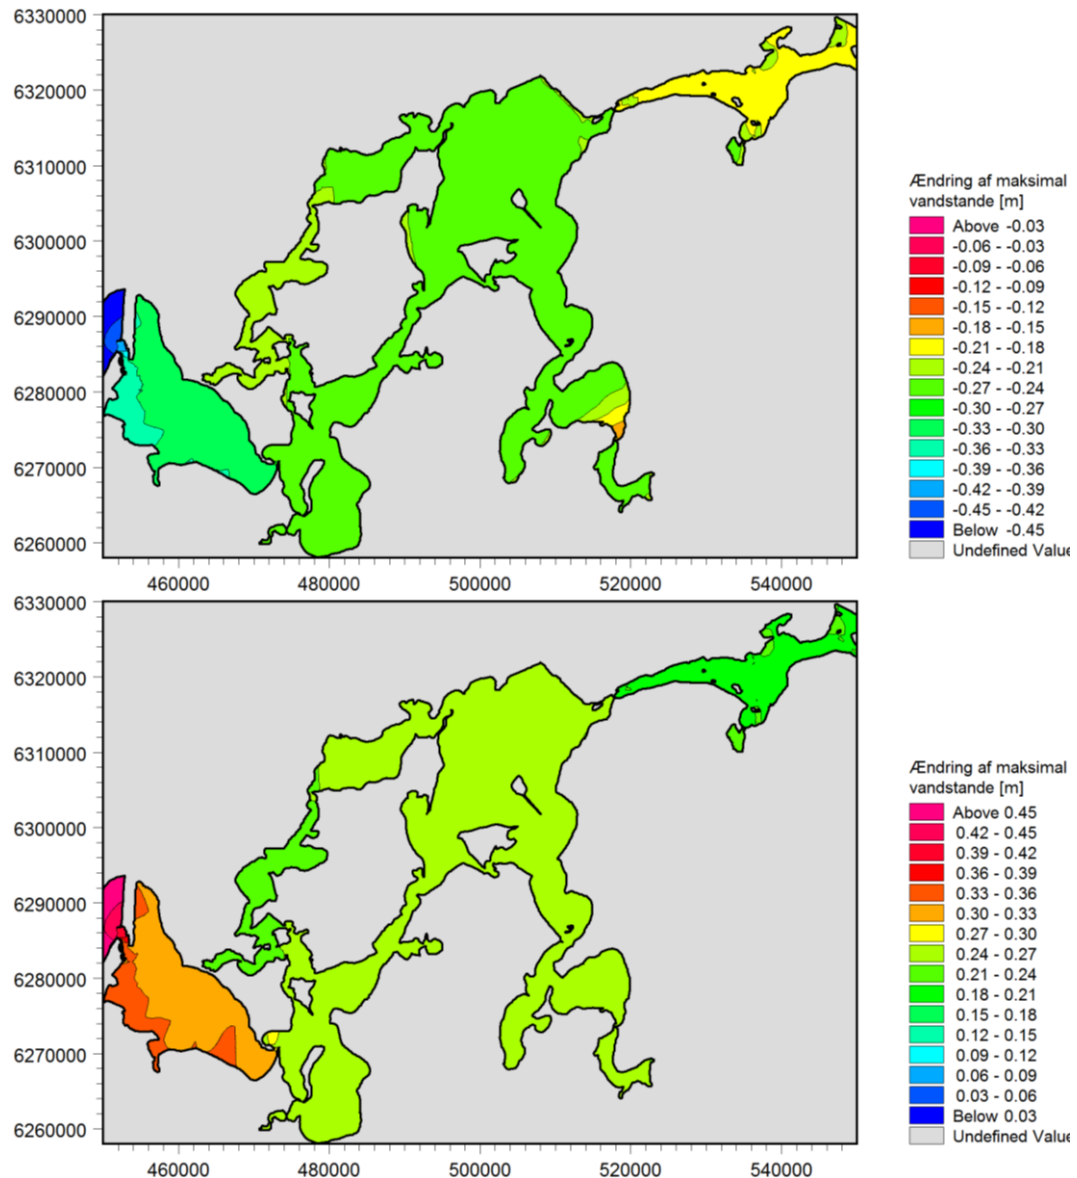 6330000
6320000
6310000
6300000
6290000
6280000
6270000
6260000
460000
480000
500000
520000
540000
Ændring af maksimal
vandstande [m]
Above -0.03
-0.06 - -0.03
-0.09 - -0.06
-0.12 - -0.09
-0.15 - -0.12
-0.18 - -0.15
-0.21 - -0.18
-0.24 - -0.21
-0.27 - -0.24
-0.30 - -0.27
-0.33 - -0.30
-0.36 - -0.33
-0.39 - -0.36
-0.42 - -0.39
-0.45 - -0.42
Below -0.45
Undefined Value
6330000
6320000
6310000
6300000
6290000
6280000
6270000
6260000
460000
480000
500000
520000
540000
Ændring af maksimal
vandstande [m]
Above 0.45
0.42 - 0.45
0.39 - 0.42
0.36 - 0.39
0.33 - 0.36
0.30 - 0.33
0.27 - 0.30
0.24 - 0.27
0.21 - 0.24
0.18 - 0.21
0.15 - 0.18
0.12 - 0.15
0.09 - 0.12
0.06 - 0.09
0.03 - 0.06
Below 0.03
Undefined Value